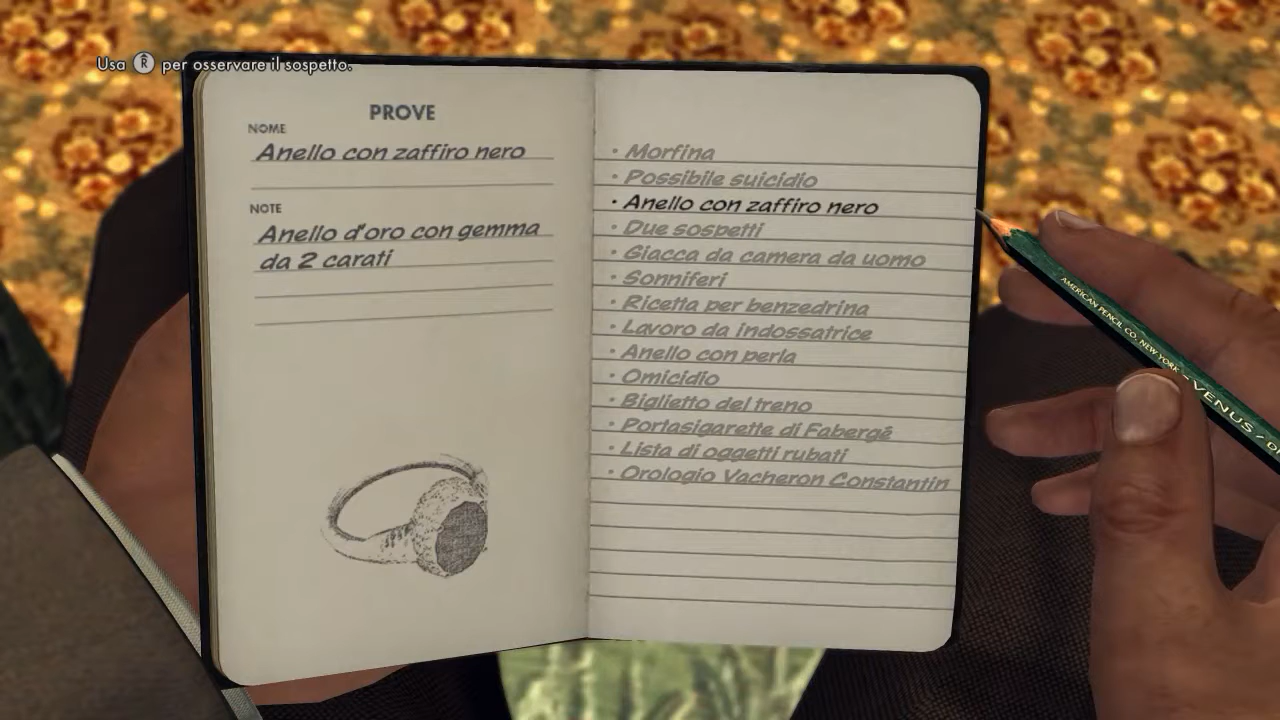 Usa R per osservare il sospetto.
PROVE
NOME
Anello con zaffiro nero
NOTE
Anello d'oro con gemma
da 2 carati
• Morfina
• Possibile suicidio
• Anello con zaffiro nero
• Due sospetti
• Giacca da camera da uomo
• Sonniferi
• Ricetta per benzedrina
• Lavoro da indossatrice
• Anello con perla
• Omicidio
• Biglietto del treno
• Portasigarette di Fabergé
• Lista di oggetti rubati
• Orologio Vacheron Constantin
AMERICAN PENCIL CO. NEW YORK VENUS